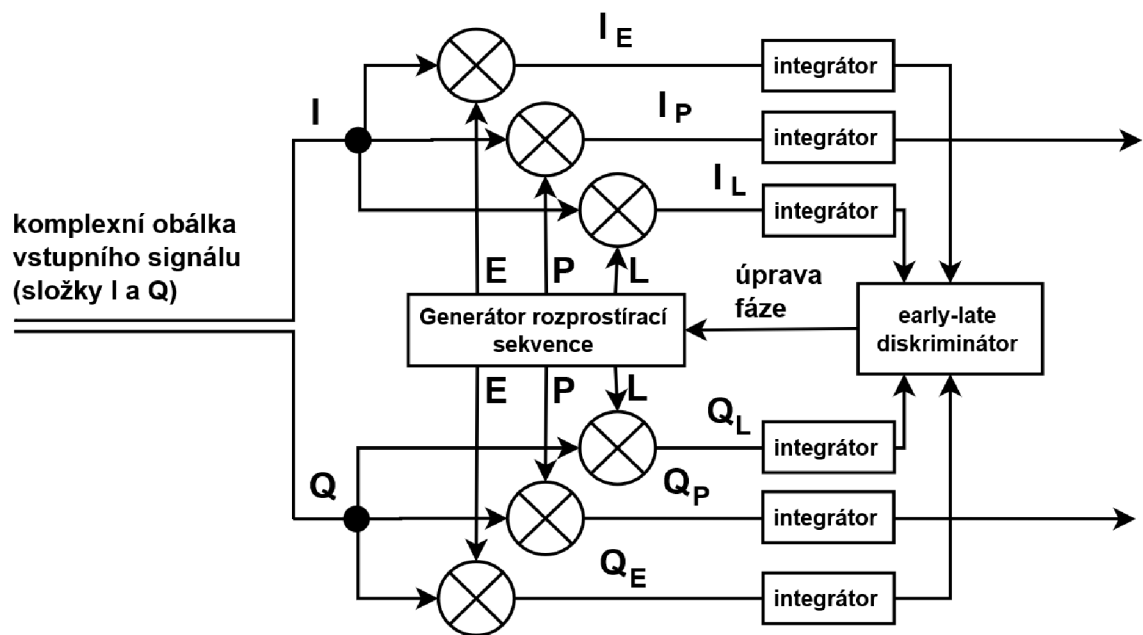 I E
integrátor
I P
I
integrátor
I L
integrátor
komplexní obálka
vstupního signálu
(složky I a Q)
E P L
úprava
fáze
Generátor rozprostírací
sekvence
early-late
diskriminátor
E P L
Q L
integrátor
Q
Q P
integrátor
Q E
integrátor